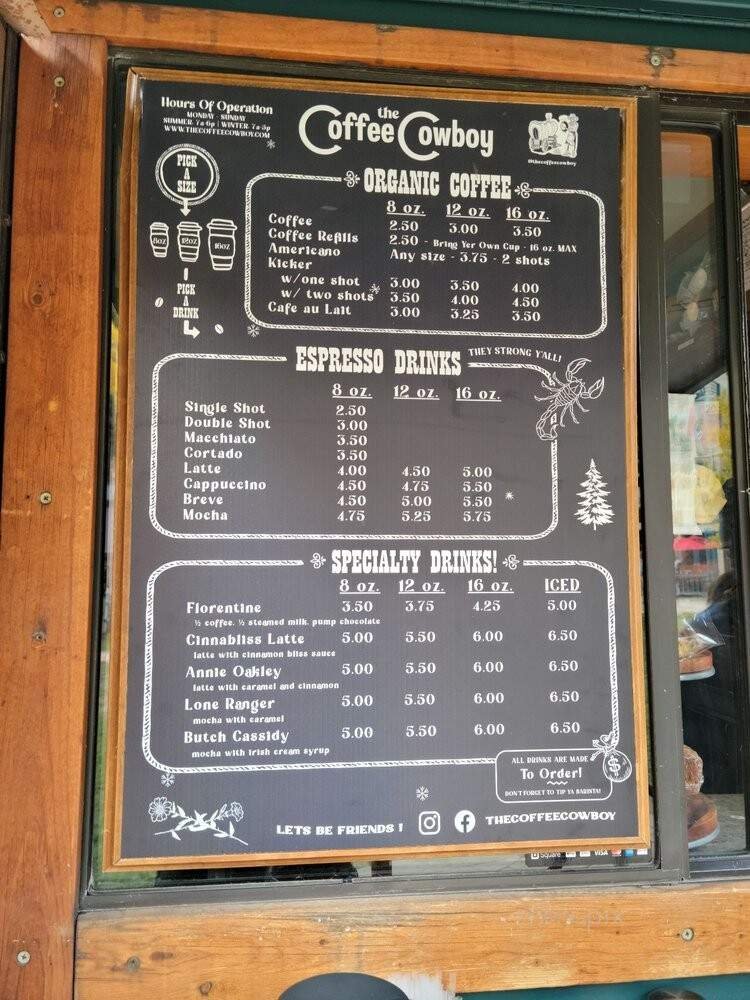 Hours Of Operation
MONDAY - SUNDAY
SUMMER: 7a-6p | WINTER: 7a-5p
WWW.THECOFFEECOWBOY.COM
the
Coffee Cowboy
@thecoffeecowboy
PICK
A
SIZE
8oz 12oz 16oz
PICK
A
DRINK
ORGANIC COFFEE
8 oz. 12 oz. 16 oz.
Coffee 2.50 3.00 3.50
Coffee Refills 2.50 - Bring Yer Own Cup - 16 oz. MAX
Americano Any size - 3.75 - 2 shots
Kicker
w/one shot 3.00 3.50 4.00
w/ two shots 3.50 4.00 4.50
Cafe au Lait 3.00 3.25 3.50
ESPRESSO DRINKS THEY STRONG Y'ALL!
8 oz. 12 oz. 16 oz.
Single Shot 2.50
Double Shot 3.00
Macchiato 3.50
Cortado 3.50
Latte 4.00 4.50 5.00
Cappuccino 4.50 4.75 5.50
Breve 4.50 5.00 5.50
Mocha 4.75 5.25 5.75
SPECIALTY DRINKS!
8 oz. 12 oz. 16 oz. ICED
Florentine 3.50 3.75 4.25 5.00
½ coffee, ½ steamed milk, pump chocolate
Cinnabliss Latte 5.00 5.50 6.00 6.50
latte with cinnamon bliss sauce
Annie Oakley 5.00 5.50 6.00 6.50
latte with caramel and cinnamon
Lone Ranger 5.00 5.50 6.00 6.50
mocha with caramel
Butch Cassidy 5.00 5.50 6.00 6.50
mocha with irish cream syrup
ALL DRINKS ARE MADE
To Order!
DON'T FORGET TO TIP YA BARISTA!
$
LETS BE FRIENDS ! THECOFFEECOWBOY
Square VISA